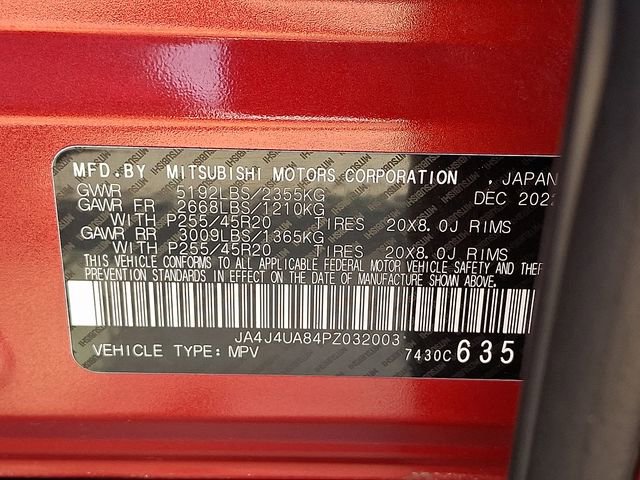 MFD.BY MITSUBISHI MOTORS CORPORATION , JAPAN
GVWR 5192LBS/2355KG DEC 202
GAWR FR 2668LBS/1210KG
WITH P255/45R20 TIRES 20X8.0J RIMS
GAWR RR 3009LBS/1365KG
WITH P255/45R20 TIRES 20X8.0J RIMS
THIS VEHICLE CONFORMS TO ALL APPLICABLE FEDERAL MOTOR VEHICLE SAFETY AND THEF
PREVENTION STANDARDS IN EFFECT ON THE DATE OF MANUFACTURE SHOWN ABOVE.
JA4J4UA84PZ032003
VEHICLE TYPE: MPV 7430C 635